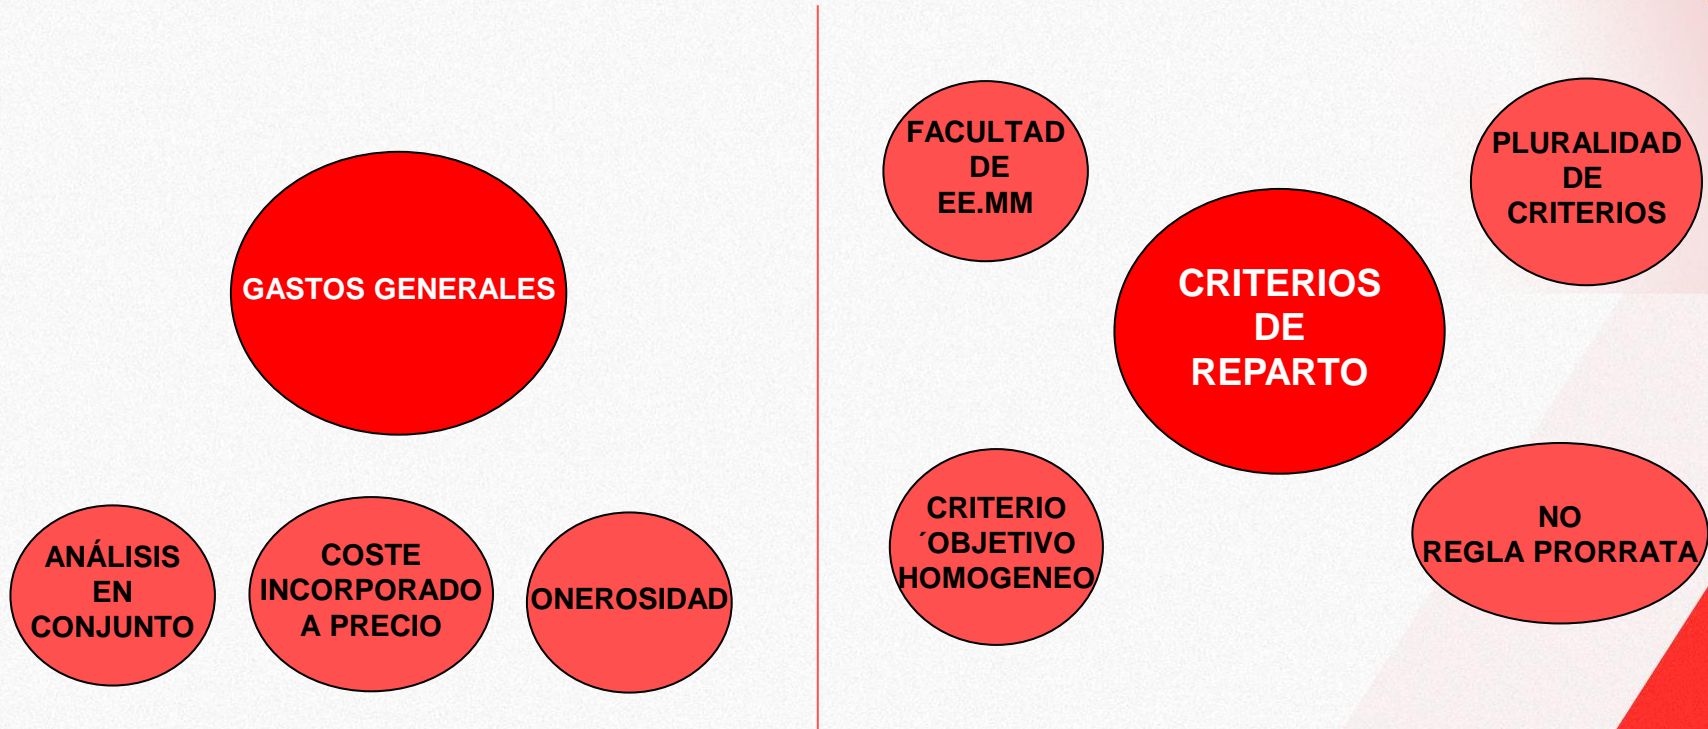 GASTOS GENERALES
ANÁLISIS
EN
CONJUNTO
COSTE
INCORPORADO
A PRECIO
ONEROSIDAD
FACULTAD
DE
EE.MM
PLURALIDAD
DE
CRITERIOS
CRITERIOS
DE
REPARTO
CRITERIO
´OBJETIVO
HOMOGENEO
NO
REGLA PRORRATA